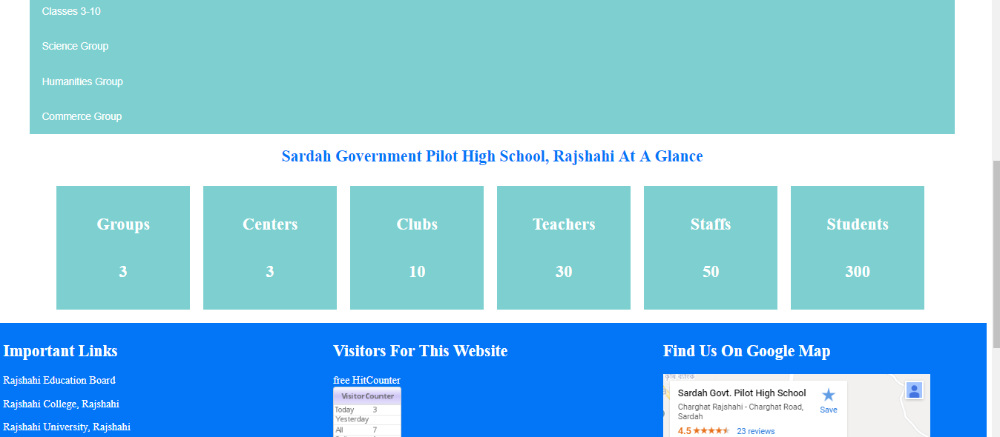 Classes 3-10
Science Group
Humanities Group
Commerce Group
Sardah Government Pilot High School, Rajshahi At A Glance
Groups
3
Centers
3
Clubs
10
Teachers
30
Staffs
50
Students
300
Important Links
Rajshahi Education Board
Rajshahi College, Rajshahi
Rajshahi University, Rajshahi
Visitors For This Website
free HitCounter
Visitor Counter
Today 3
Yesterday
All 7
Find Us On Google Map
Sardah Govt. Pilot High School
Charghat Rajshahi - Charghat Road,
Sardah
Save
4.5 23 reviews